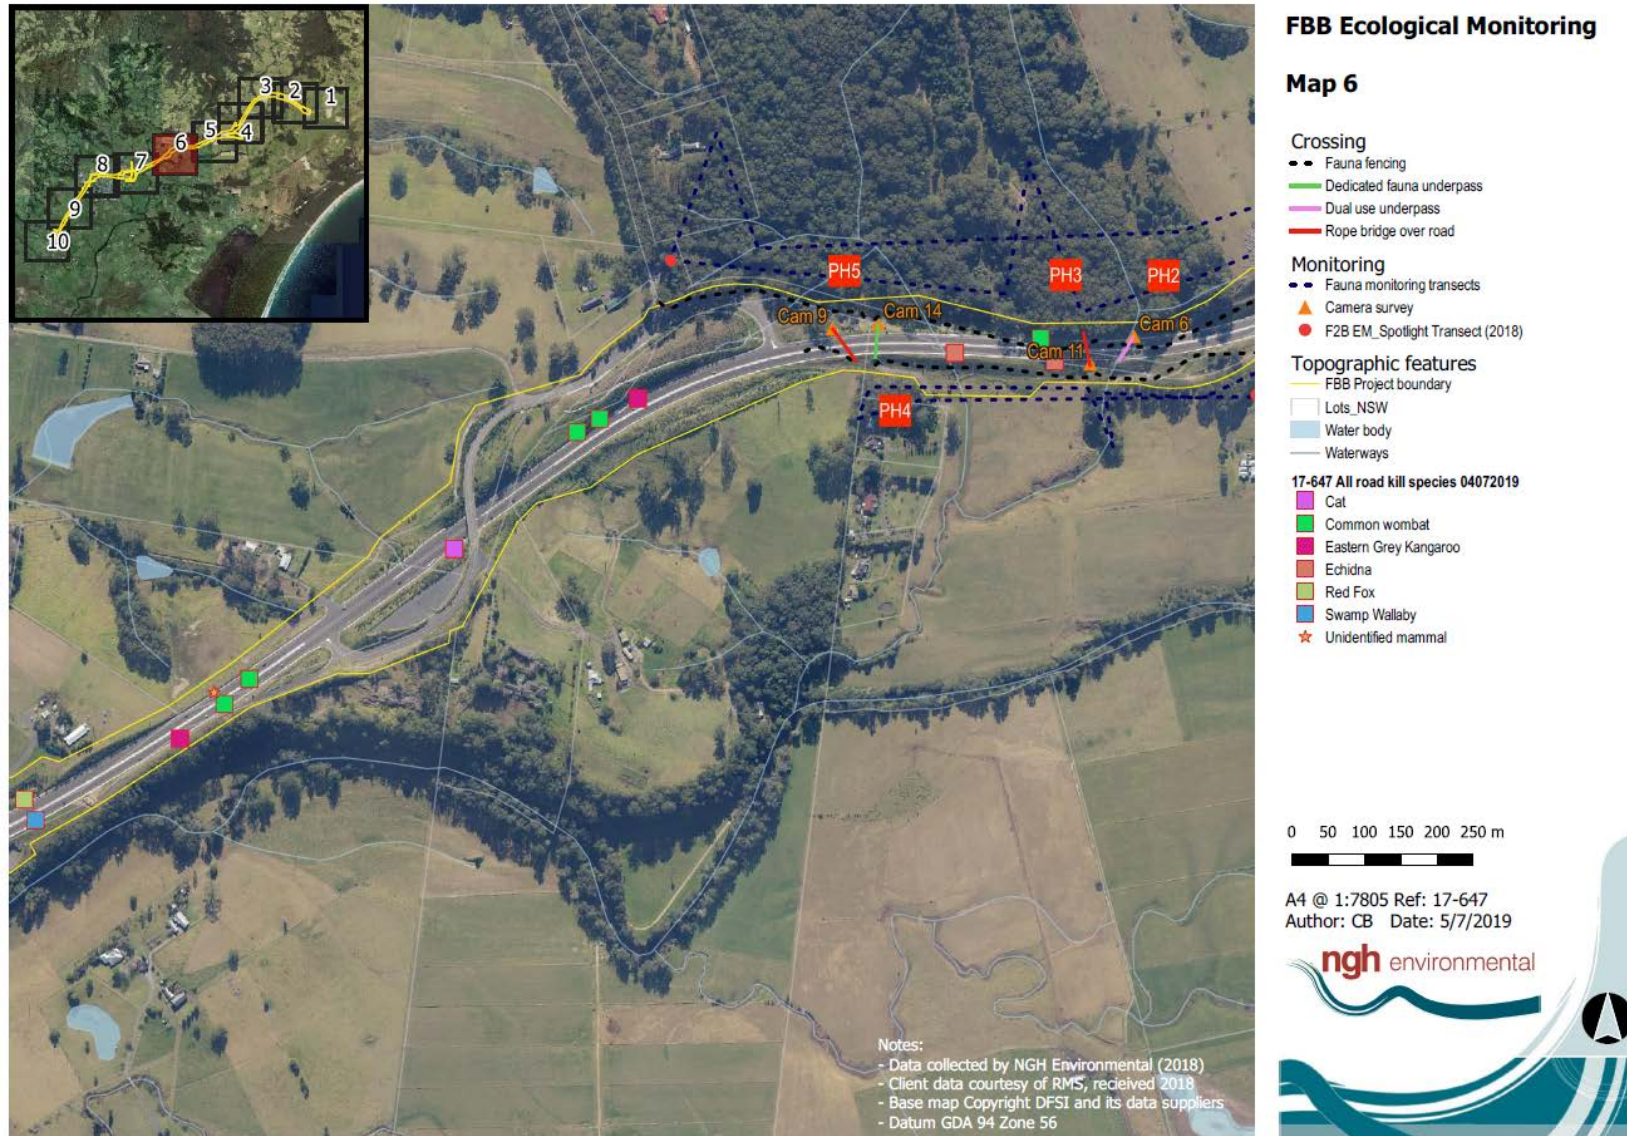 FBB Ecological Monitoring
Map 6
Crossing
Fauna fencing
Dedicated fauna underpass
Dual use underpass
Rope bridge over road
Monitoring
Fauna monitoring transects
Camera survey
F2B EM_Spotlight Transect (2018)
Topographic features
FBB Project boundary
Lots_NSW
Water body
Waterways
17-647 All road kill species 04072019
Cat
Common wombat
Eastern Grey Kangaroo
Echidna
Red Fox
Swamp Wallaby
Unidentified mammal
0 50 100 150 200 250 m
A4 @ 1:7805 Ref: 17-647
Author: CB Date: 5/7/2019
ngh environmental
1
2
3
4
5
6
7
8
9
10
PH5
PH3
PH2
Cam 9
Cam 14
Cam 6
Cam 11
PH4
Notes:
- Data collected by NGH Environmental (2018)
- Client data courtesy of RMS, recieived 2018
- Base map Copyright DFSI and its data suppliers
- Datum GDA 94 Zone 56